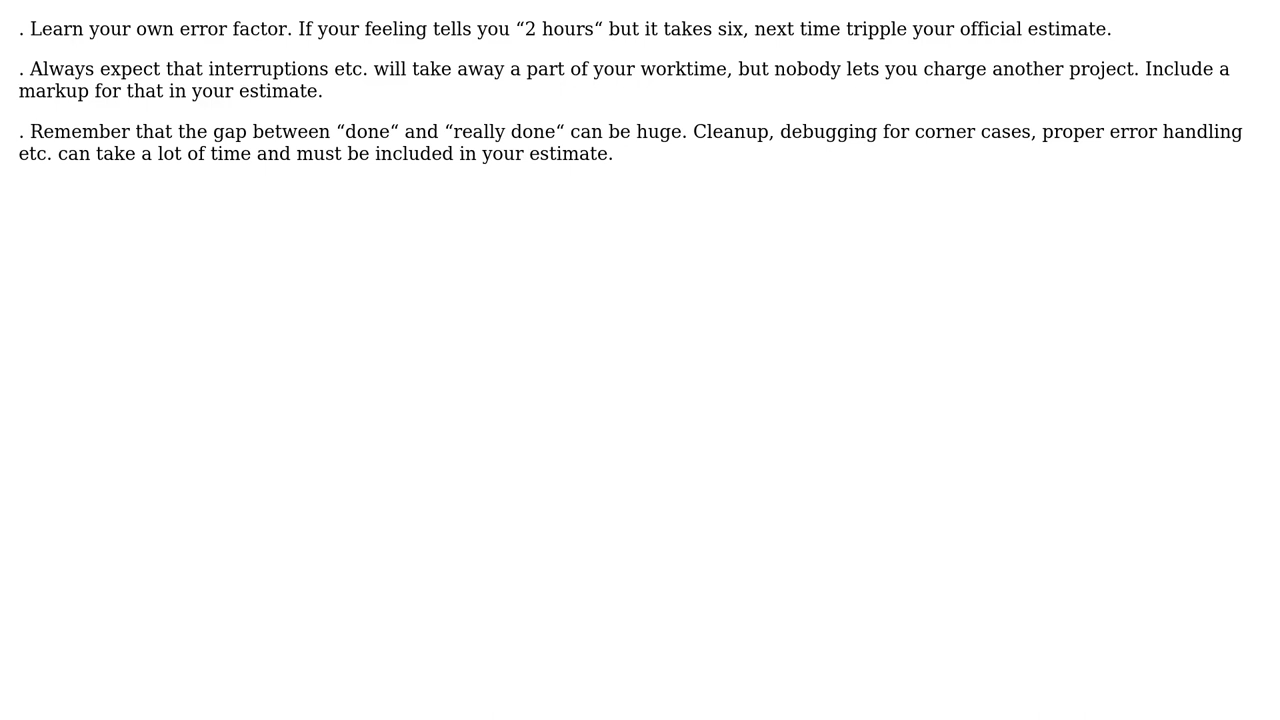 . Learn your own error factor. If your feeling tells you “2 hours“ but it takes six, next time tripple your official estimate.
. Always expect that interruptions etc. will take away a part of your worktime, but nobody lets you charge another project. Include a
markup for that in your estimate.
. Remember that the gap between “done“ and “really done“ can be huge. Cleanup, debugging for corner cases, proper error handling
etc. can take a lot of time and must be included in your estimate.